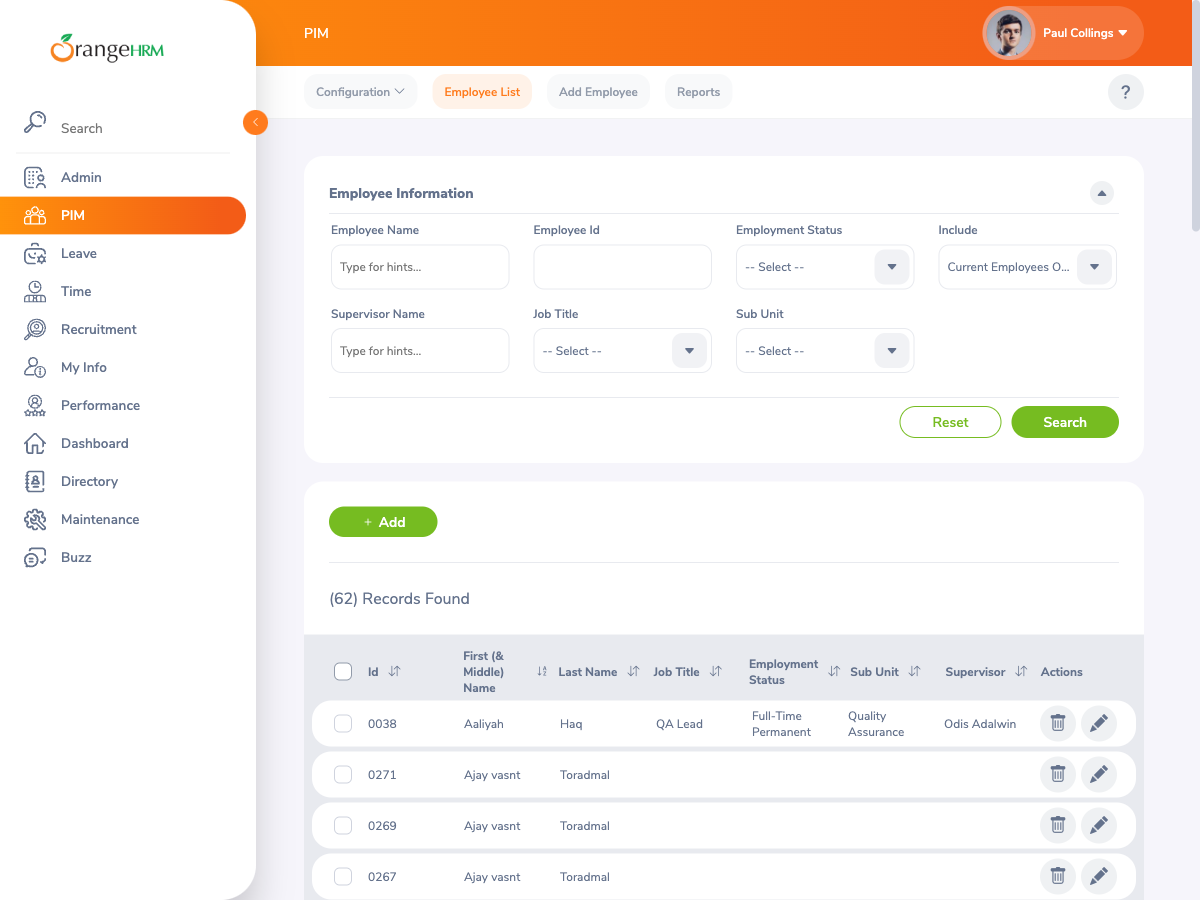 OrangeHRM
PIM
Paul Collings
Configuration
Employee List
Add Employee
Reports
?
Search
Admin
PIM
Leave
Time
Recruitment
My Info
Performance
Dashboard
Directory
Maintenance
Buzz
Employee Information
Employee Name
Employee Id
Employment Status
Include
Type for hints...
-- Select --
Current Employees O...
Supervisor Name
Job Title
Sub Unit
Type for hints...
-- Select --
-- Select --
Reset
Search
+ Add
(62) Records Found
Id
First (&
Middle)
Name
Last Name
Job Title
Employment
Status
Sub Unit
Supervisor
Actions
0038
Aaliyah
Haq
QA Lead
Full-Time
Permanent
Quality
Assurance
Odis Adalwin
0271
Ajay vasnt
Toradmal
0269
Ajay vasnt
Toradmal
0267
Ajay vasnt
Toradmal